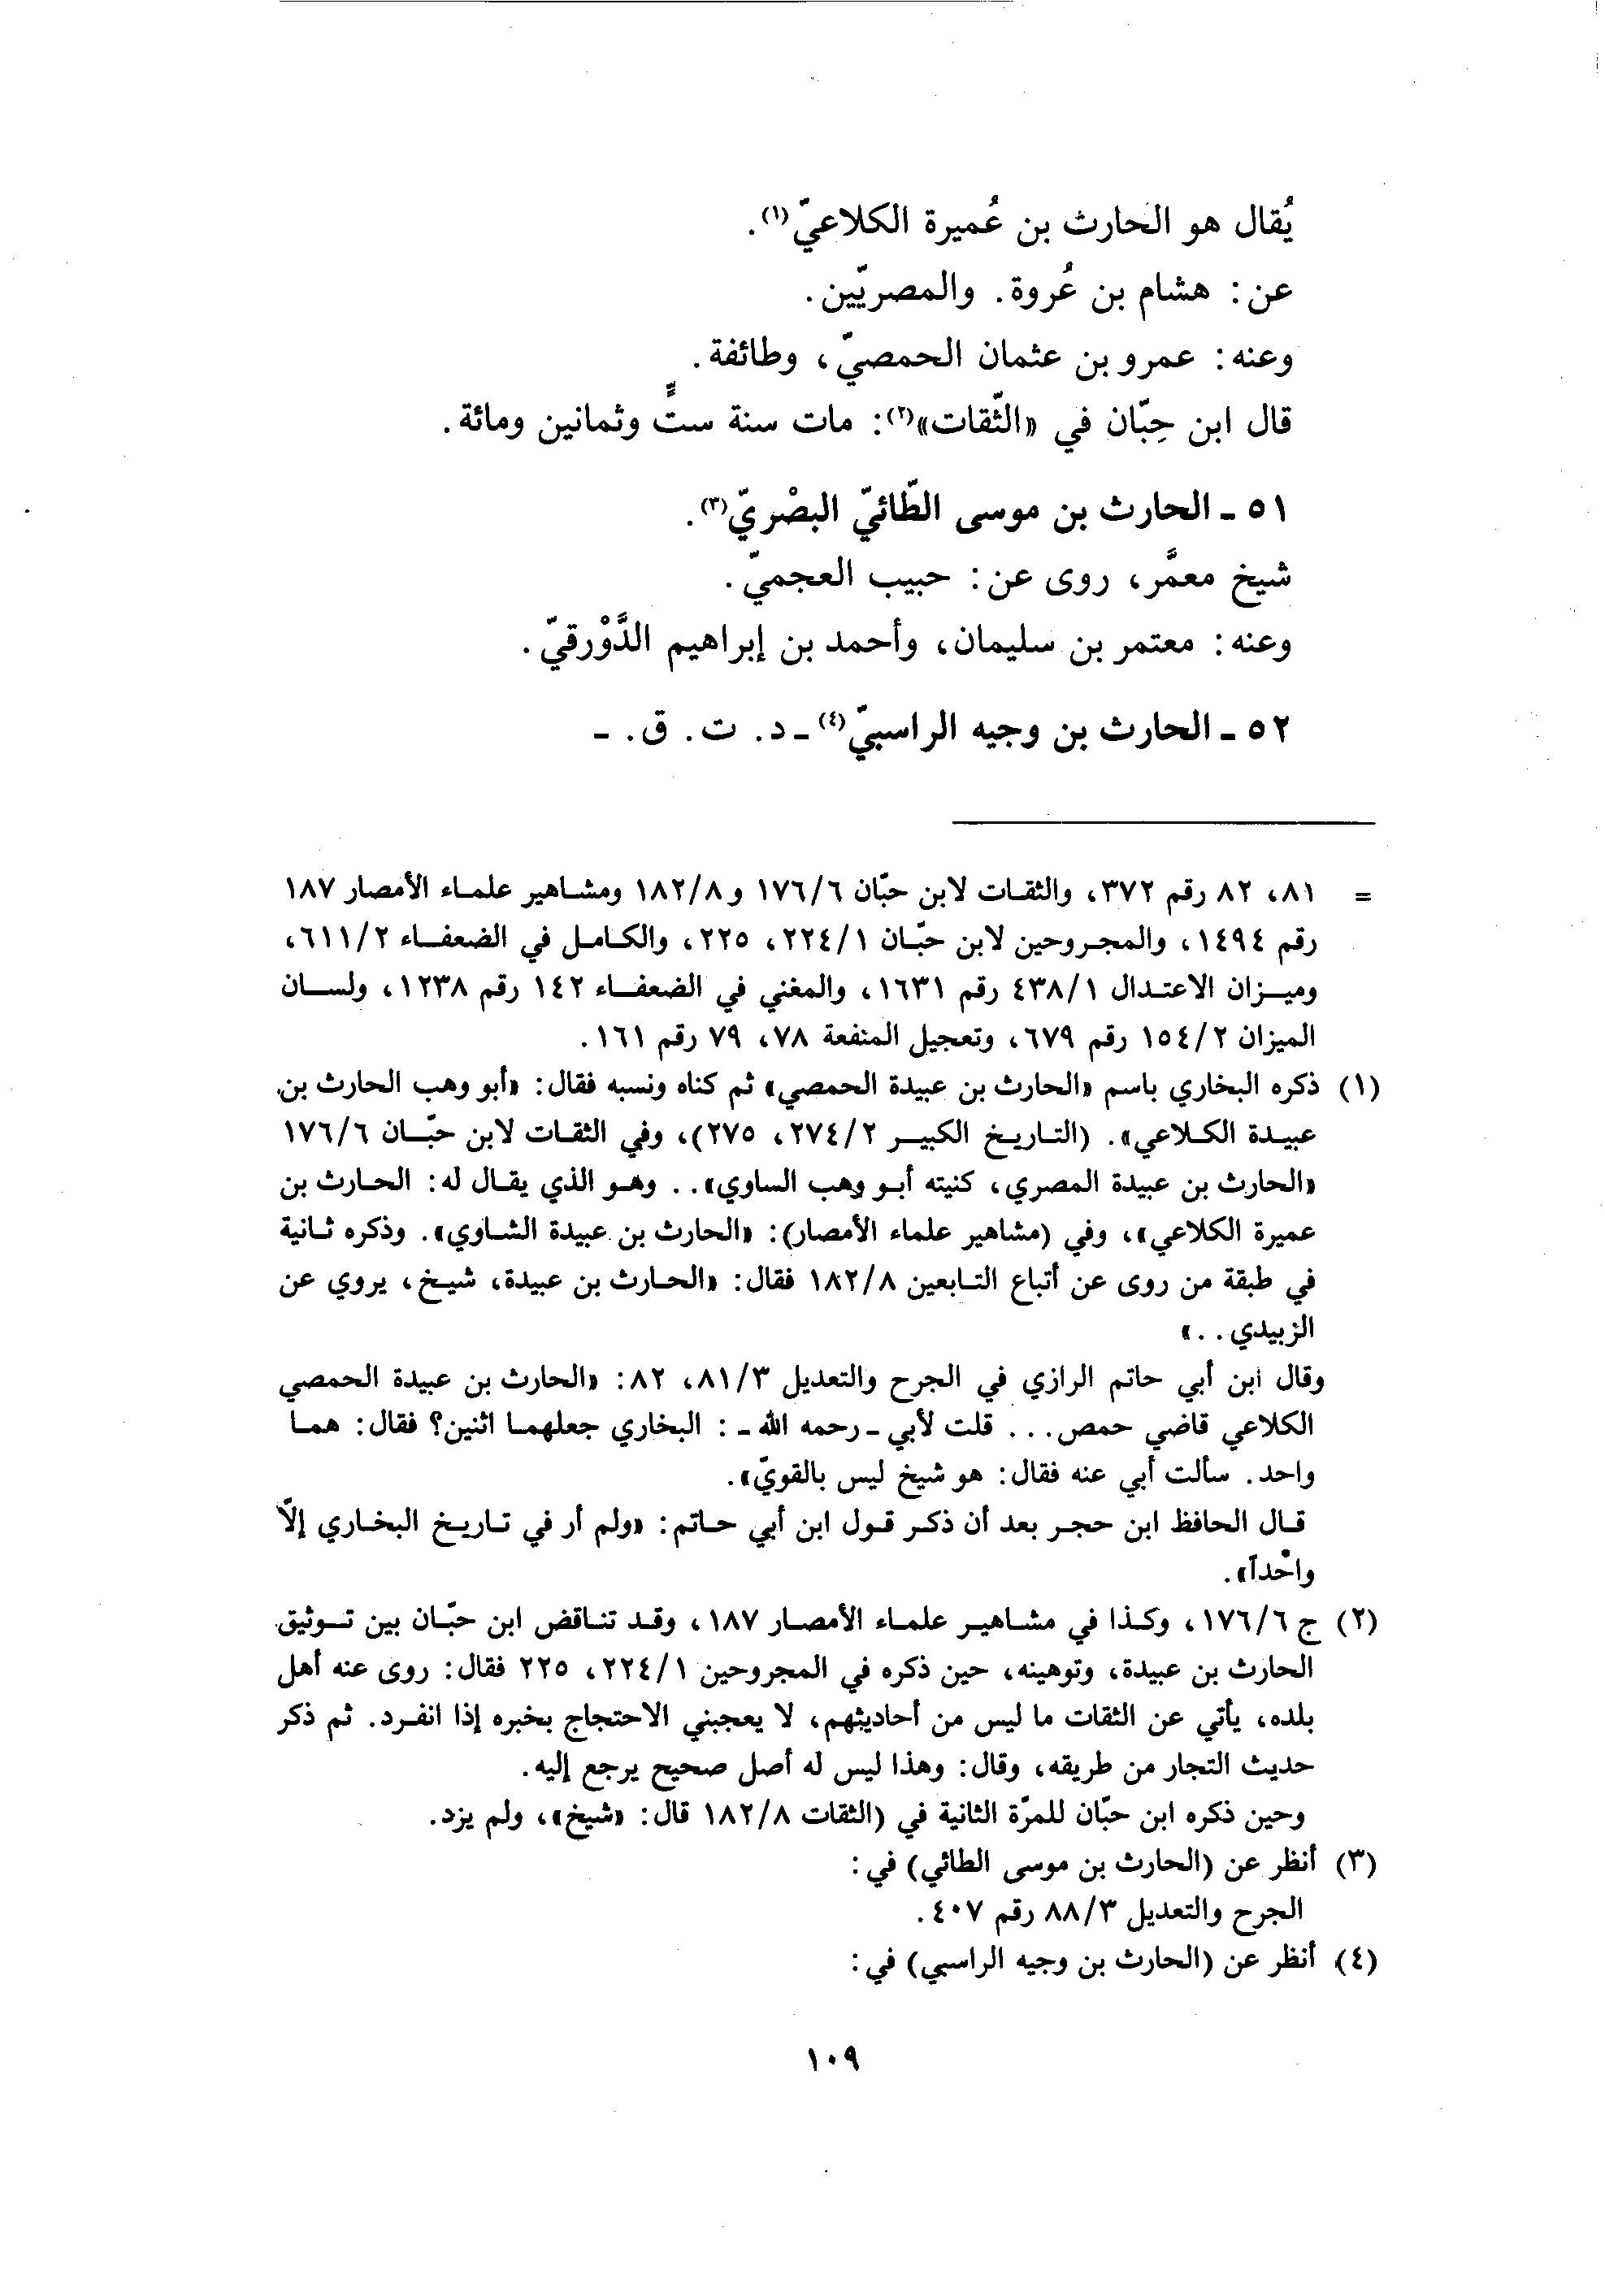 يُقال هو الحارث بن عُميرة الكلاعيّ(١).
عن: هشام بن عُروة. والمصريّين.
وعنه: عمرو بن عثمان الحمصيّ، وطائفة.
قال ابن حِبّان في «الثّقات»(٢): مات سنة ستٍّ وثمانين ومائة.
٥١ - الحارث بن موسى الطّائيّ البصْريّ(٣).
شيخ معمَّر، روى عن: حبيب العجميّ.
وعنه: معتمر بن سليمان، وأحمد بن إبراهيم الدَّوْرقيّ.
٥٢ - الحارث بن وجيه الراسبيّ(٤) - د. ت. ق. -
= ٨١، ٨٢ رقم ٣٧٢، والثقات لابن حبّان ١٧٦/٦ و١٨٢/٨ ومشاهير علماء الأمصار ١٨٧
رقم ١٤٩٤، والمجروحين لابن حبّان ٢٢٤/١، ٢٢٥، والكامل في الضعفاء ٦١١/٢،
وميزان الاعتدال ٤٣٨/١ رقم ١٦٣١، والمغني في الضعفاء ١٤٢ رقم ١٢٣٨، ولسان
الميزان ١٥٤/٢ رقم ٦٧٩، وتعجيل المنفعة ٧٨، ٧٩ رقم ١٦١.
(١) ذكره البخاري باسم «الحارث بن عبيدة الحمصي» ثم كناه ونسبه فقال: «أبو وهب الحارث بن
عبيدة الكلاعي». (التاريخ الكبير ٢٧٤/٢، ٢٧٥)، وفي الثقات لابن حبّان ١٧٦/٦
«الحارث بن عبيدة المصري، كنيته أبو وهب الساوي».. وهو الذي يقال له: الحارث بن
عميرة الكلاعي»، وفي (مشاهير علماء الأمصار): «الحارث بن عبيدة الشاوي». وذكره ثانية
في طبقة من روى عن أتباع التابعين ١٨٢/٨ فقال: «الحارث بن عبيدة، شيخ، يروي عن
الزبيدي..»
وقال ابن أبي حاتم الرازي في الجرح والتعديل ٨١/٣، ٨٢: «الحارث بن عبيدة الحمصي
الكلاعي قاضي حمص... قلت لأبي - رحمه الله - : البخاري جعلهما اثنين؟ فقال: هما
واحد. سألت أبي عنه فقال: هو شيخ ليس بالقويّ».
قال الحافظ ابن حجر بعد أن ذكر قول ابن أبي حاتم: «ولم أر في تاريخ البخاري إلّا
واحداً».
(٢) ج ١٧٦/٦، وكذا في مشاهير علماء الأمصار ١٨٧، وقد تناقض ابن حبّان بين توثيق
الحارث بن عبيدة، وتوهينه، حين ذكره في المجروحين ٢٢٤/١، ٢٢٥ فقال: روى عنه أهل
بلده، يأتي عن الثقات ما ليس من أحاديثهم، لا يعجبني الاحتجاج بخبره إذا انفرد. ثم ذكر
حديث التجار من طريقه، وقال: وهذا ليس له أصل صحيح يرجع إليه.
وحين ذكره ابن حبّان للمرّة الثانية في (الثقات ١٨٢/٨ قال: «شيخ»، ولم يزد.
(٣) أنظر عن (الحارث بن موسى الطائي) في:
الجرح والتعديل ٨٨/٣ رقم ٤٠٧.
(٤) أنظر عن (الحارث بن وجيه الراسبي) في:
١٠٩